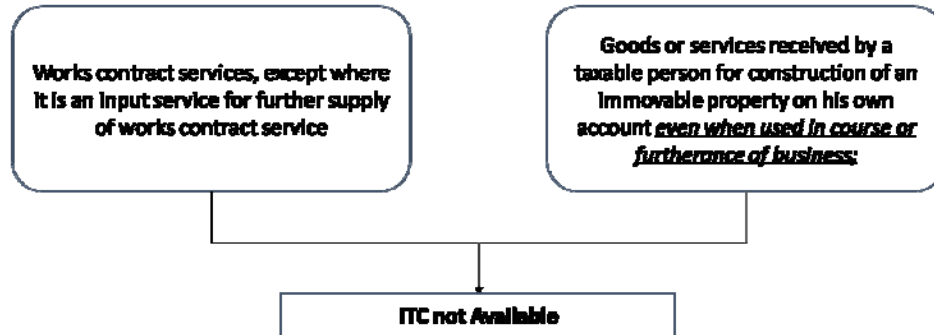 Works contract services, except where
it is an input service for further supply
of works contract service
Goods or services received by a
taxable person for construction of an
immovable property on his own
account even when used in course or
furtherance of business;
ITC not Available